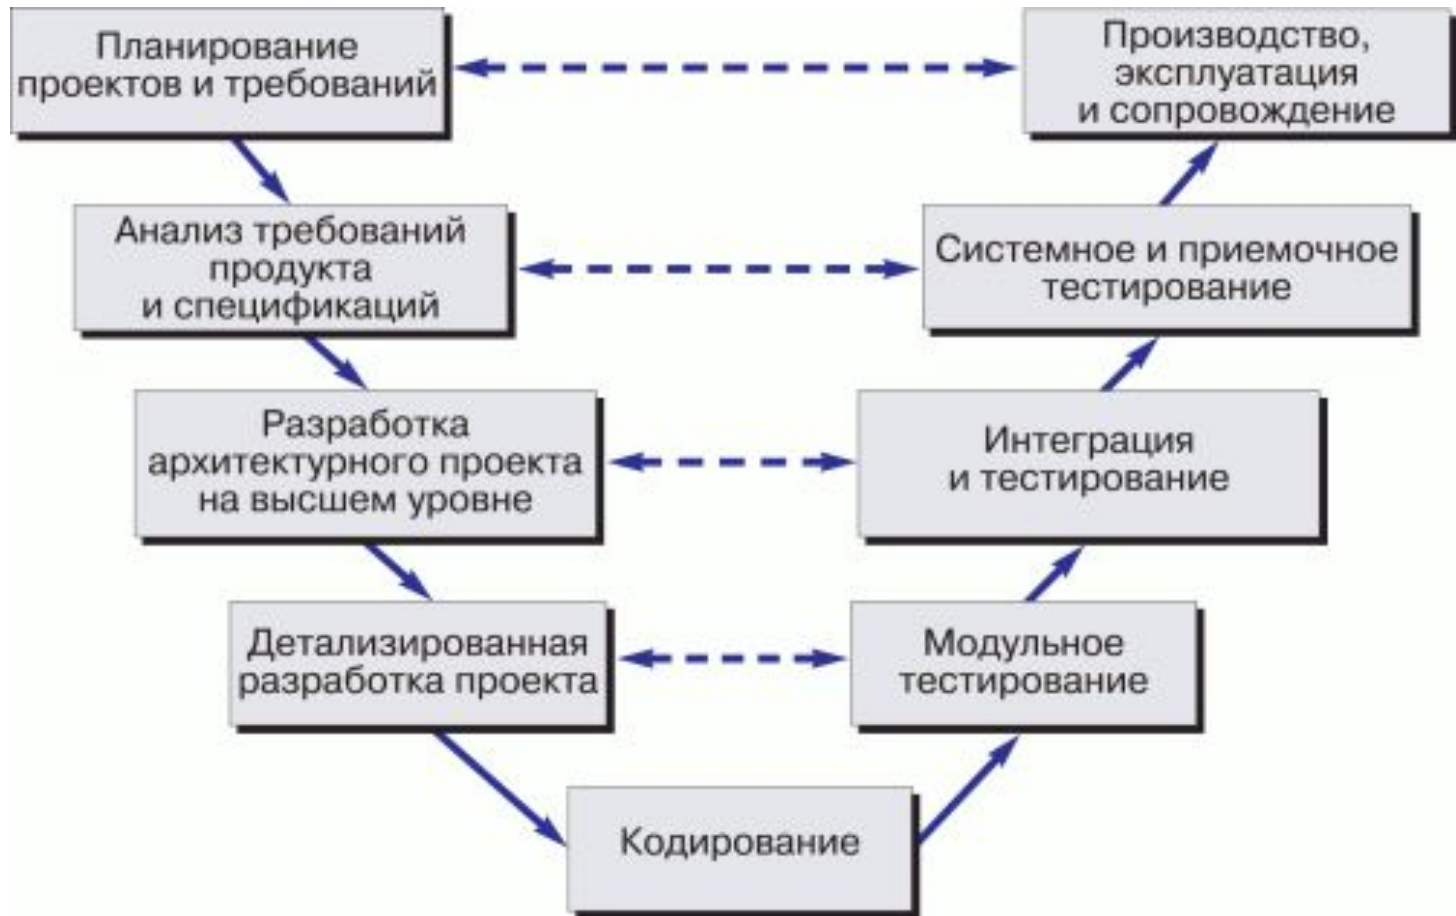 Планирование
проектов и требований
Производство,
эксплуатация
и сопровождение
Анализ требований
продукта
и спецификаций
Системное и приемочное
тестирование
Разработка
архитектурного проекта
на высшем уровне
Интеграция
и тестирование
Детализированная
разработка проекта
Модульное
тестирование
Кодирование